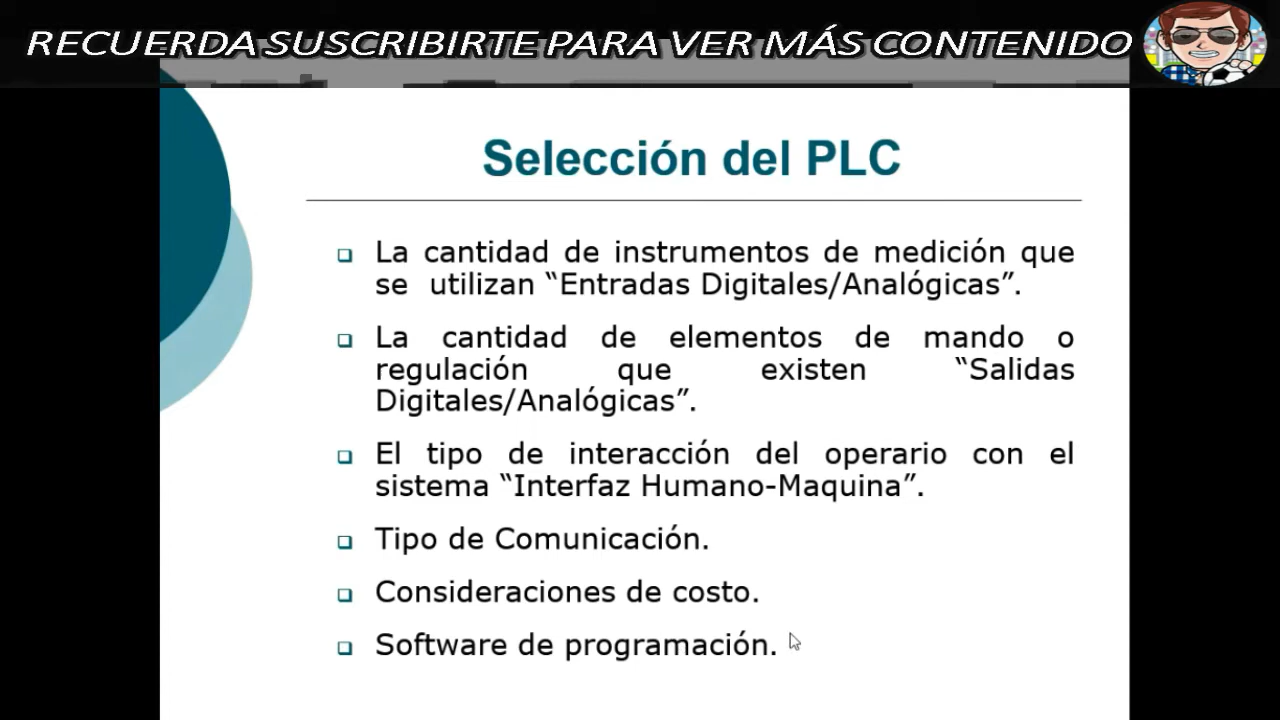 RECUERDA SUSCRIBIRTE PARA VER MÁS CONTENIDO
Selección del PLC
La cantidad de instrumentos de medición que
se utilizan “Entradas Digitales/Analógicas”.
La cantidad de elementos de mando o
regulación que existen “Salidas
Digitales/Analógicas”.
El tipo de interacción del operario con el
sistema “Interfaz Humano-Maquina”.
Tipo de Comunicación.
Consideraciones de costo.
Software de programación.